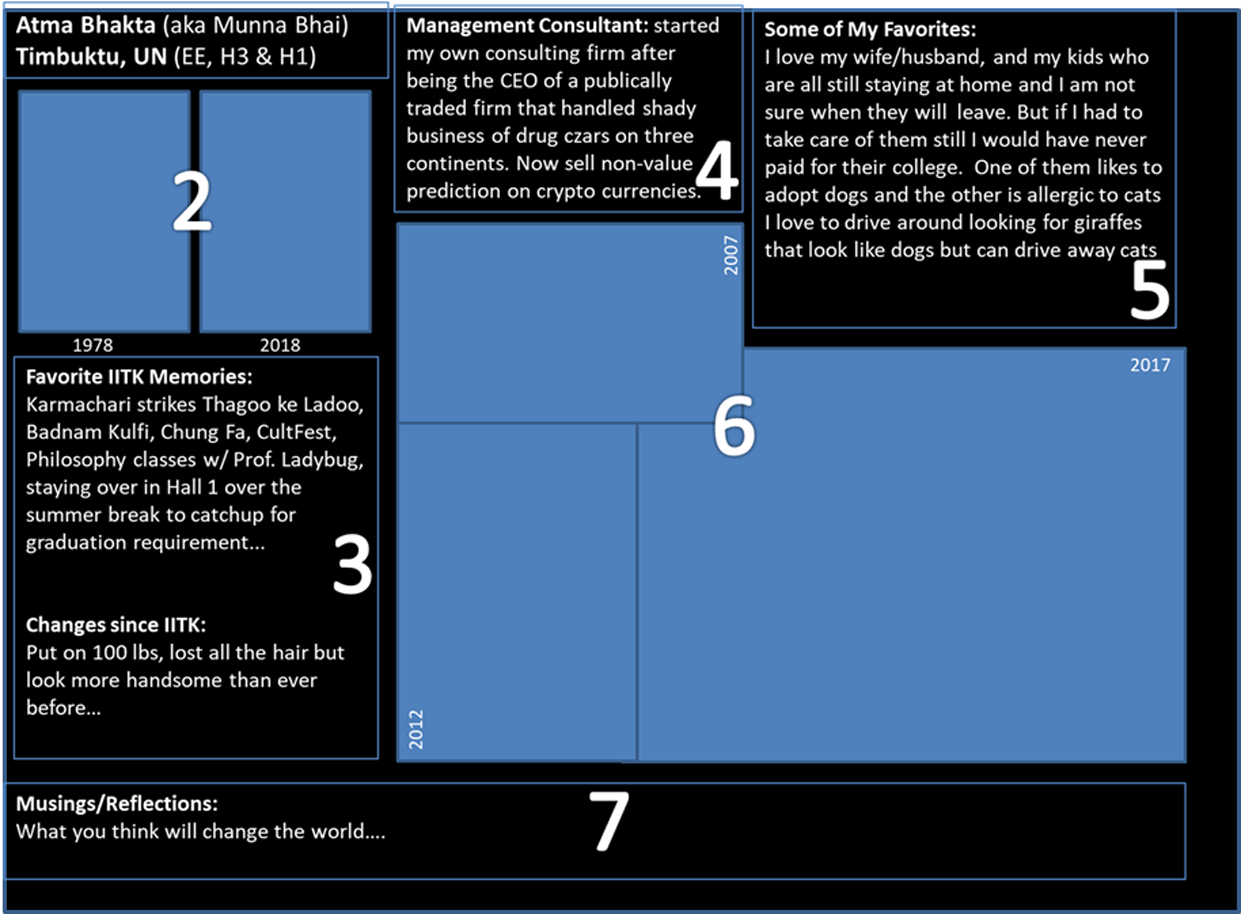 Atma Bhakta (aka Munna Bhai)
Timbuktu, UN (EE, H3 & H1)
2
1978
2018
Favorite IITK Memories:
Karmachari strikes Thagoo ke Ladoo,
Badnam Kulfi, Chung Fa, CultFest,
Philosophy classes w/ Prof. Ladybug,
staying over in Hall 1 over the
summer break to catchup for
graduation requirement...
3
Changes since IITK:
Put on 100 lbs, lost all the hair but
look more handsome than ever
before...
Management Consultant: started
my own consulting firm after
being the CEO of a publically
traded firm that handled shady
business of drug czars on three
continents. Now sell non-value
prediction on crypto currencies.
4
Some of My Favorites:
I love my wife/husband, and my kids who
are all still staying at home and I am not
sure when they will leave. But if I had to
take care of them still I would have never
paid for their college. One of them likes to
adopt dogs and the other is allergic to cats
I love to drive around looking for giraffes
that look like dogs but can drive away cats
5
2007
2017
6
2012
Musings/Reflections:
What you think will change the world....
7